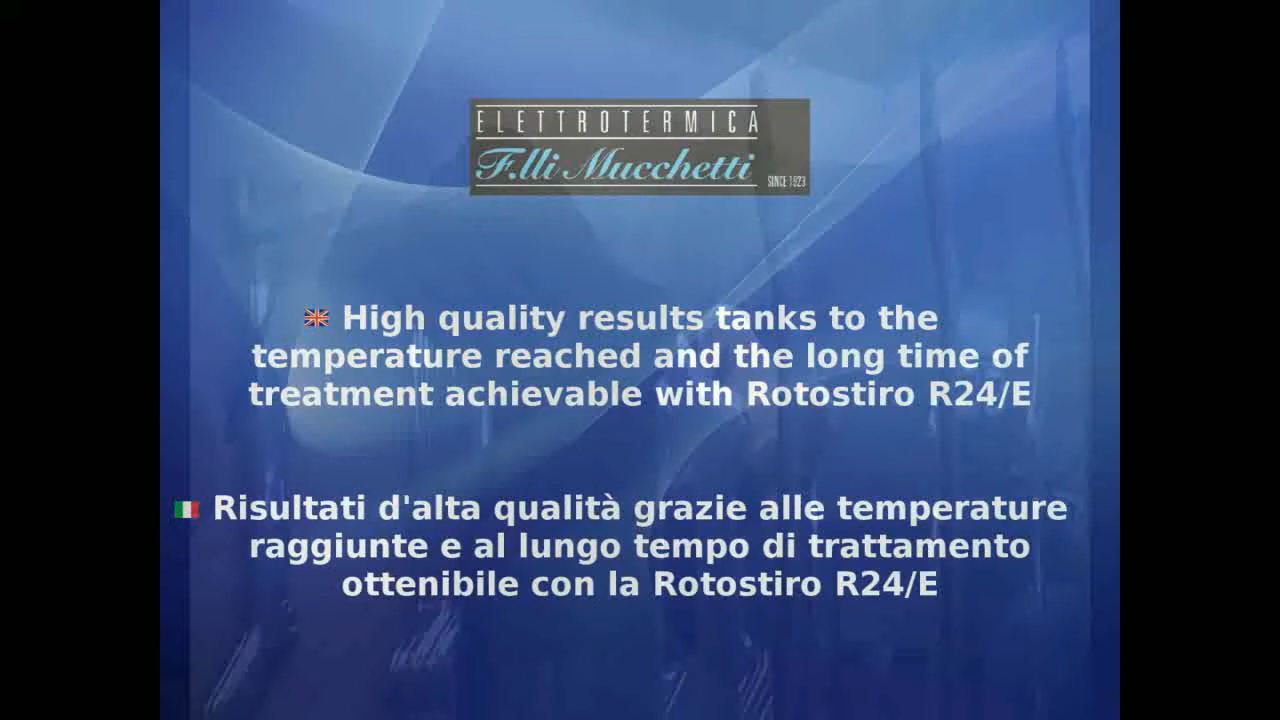 ELETTROTERMICA
F.lli Mucchetti
SINCE 1923
High quality results tanks to the
temperature reached and the long time of
treatment achievable with Rotostiro R24/E
Risultati d'alta qualità grazie alle temperature
raggiunte e al lungo tempo di trattamento
ottenibile con la Rotostiro R24/E